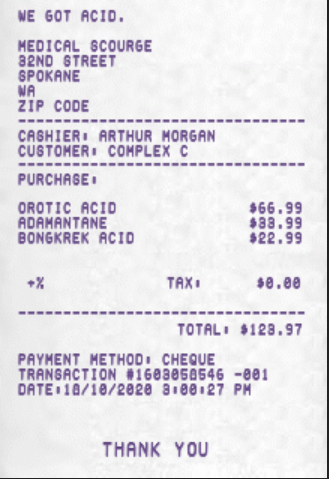 WE GOT ACID.
MEDICAL SCOURGE
32ND STREET
SPOKANE
WA
ZIP CODE
--------------------------------
CASHIER: ARTHUR MORGAN
CUSTOMER: COMPLEX C
--------------------------------
PURCHASE:
OROTIC ACID $66.99
ADAMANTANE $33.99
BONGKREK ACID $22.99
+% TAX: $0.00
--------------------------------
TOTAL: $123.97
PAYMENT METHOD: CHEQUE
TRANSACTION #1603058546 -001
DATE:18/10/2020 3:00:27 PM
THANK YOU